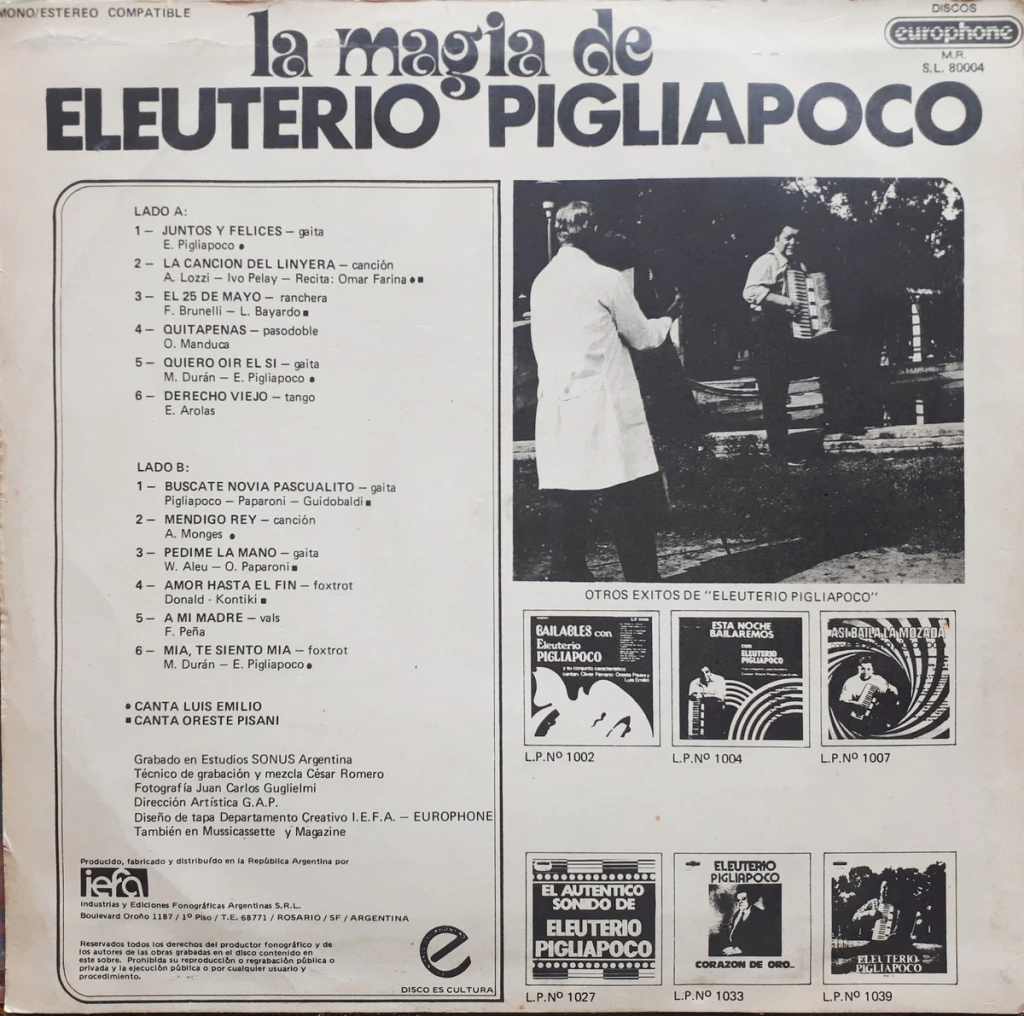 MONO/ESTEREO COMPATIBLE
la magia de
ELEUTERIO PIGLIAPOCO
DISCOS
europhone
M.R.
S.L. 80004
LADO A:
1 — JUNTOS Y FELICES — gaita
E. Pigliapoco ●
2 — LA CANCION DEL LINYERA — canción
A. Lozzi — Ivo Pelay — Recita: Omar Farina ● ■
3 — EL 25 DE MAYO — ranchera
F. Brunelli — L. Bayardo ■
4 — QUITAPENAS — pasodoble
O. Manduca
5 — QUIERO OIR EL SI — gaita
M. Durán — E. Pigliapoco ●
6 — DERECHO VIEJO — tango
E. Arolas
LADO B:
1 — BUSCATE NOVIA PASCUALITO — gaita
Pigliapoco — Paparoni — Guidobaldi ■
2 — MENDIGO REY — canción
A. Monges ●
3 — PEDIME LA MANO — gaita
W. Aleu — O. Paparoni ■
4 — AMOR HASTA EL FIN — foxtrot
Donald - Kontiki ■
5 — A MI MADRE — vals
F. Peña
6 — MIA, TE SIENTO MIA — foxtrot
M. Durán — E. Pigliapoco ●
● CANTA LUIS EMILIO
■ CANTA ORESTE PISANI
Grabado en Estudios SONUS Argentina
Técnico de grabación y mezcla César Romero
Fotografía Juan Carlos Guglielmi
Dirección Artística G.A.P.
Diseño de tapa Departamento Creativo I.E.F.A. — EUROPHONE
También en Mussicassette y Magazine
Producido, fabricado y distribuído en la República Argentina por
iefa
Industrias y Ediciones Fonográficas Argentinas S.R.L.
Boulevard Oroño 1187 / 1º Piso / T.E. 68771 / ROSARIO / SF / ARGENTINA
Reservados todos los derechos del productor fonográfico y de
los autores de las obras grabadas en el disco contenido en
este sobre. Prohibida su reproducción o regrabación pública o
privada y la ejecución pública o por cualquier usuario y
procedimiento.
DISCO ES CULTURA
OTROS EXITOS DE "ELEUTERIO PIGLIAPOCO"
BAILABLES con
Eleuterio
PIGLIAPOCO
y su conjunto característico
L.P.Nº 1002
ESTA NOCHE
BAILAREMOS
con
ELEUTERIO
PIGLIAPOCO
L.P.Nº 1004
ASI BAILA LA MOZADA
L.P.Nº 1007
EL AUTENTICO
SONIDO DE
ELEUTERIO
PIGLIAPOCO
L.P.Nº 1027
ELEUTERIO
PIGLIAPOCO
CORAZON DE ORO..
L.P.Nº 1033
ELEUTERIO
PIGLIAPOCO
L.P.Nº 1039